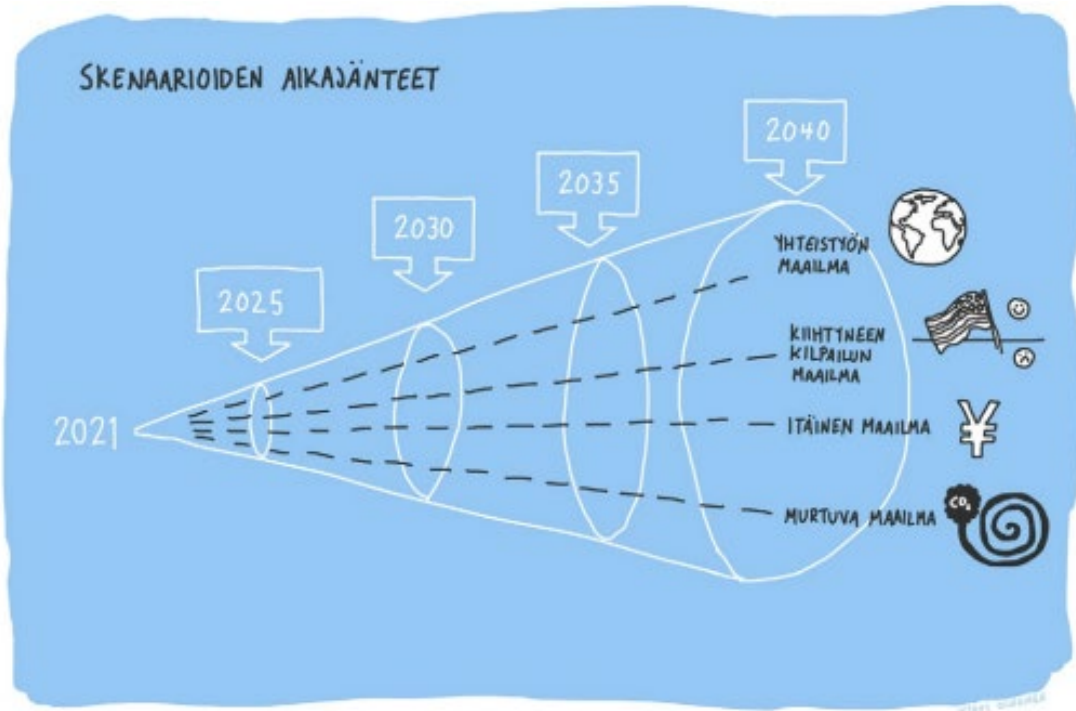 SKENAARIOIDEN AIKAJÄNTEET
2040
2035
2030
2025
2021
YHTEISTYÖN
MAAILMA
KIIHTYNEEN
KILPAILUN
MAAILMA
ITÄINEN MAAILMA
¥
MURTUVA MAAILMA
CO₂